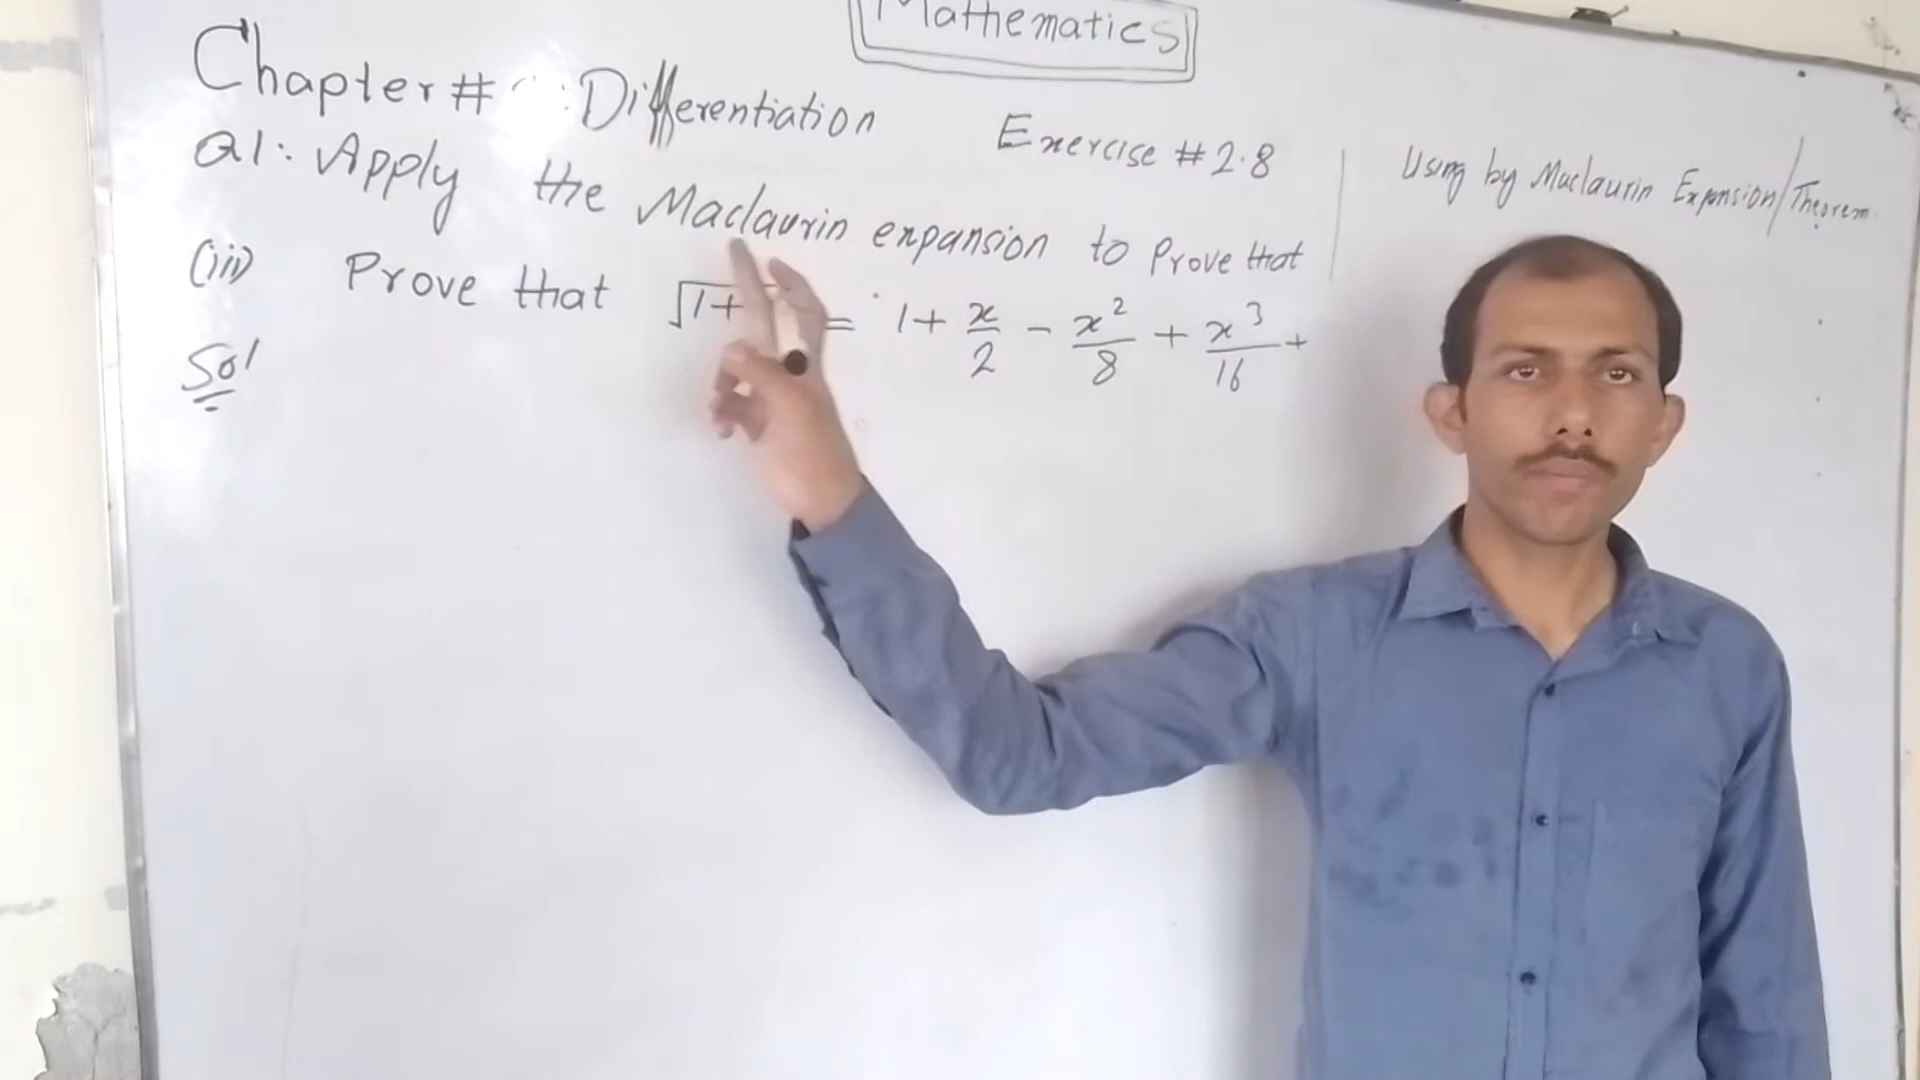 Mathematics
Chapter # : Differentiation
Exercise # 2.8
Using by Maclaurin Expansion/Theorem
Q1: Apply the Maclaurin expansion to Prove that
(iii) Prove that √1+ = 1 + x/2 - x²/8 + x³/16 +
Sol